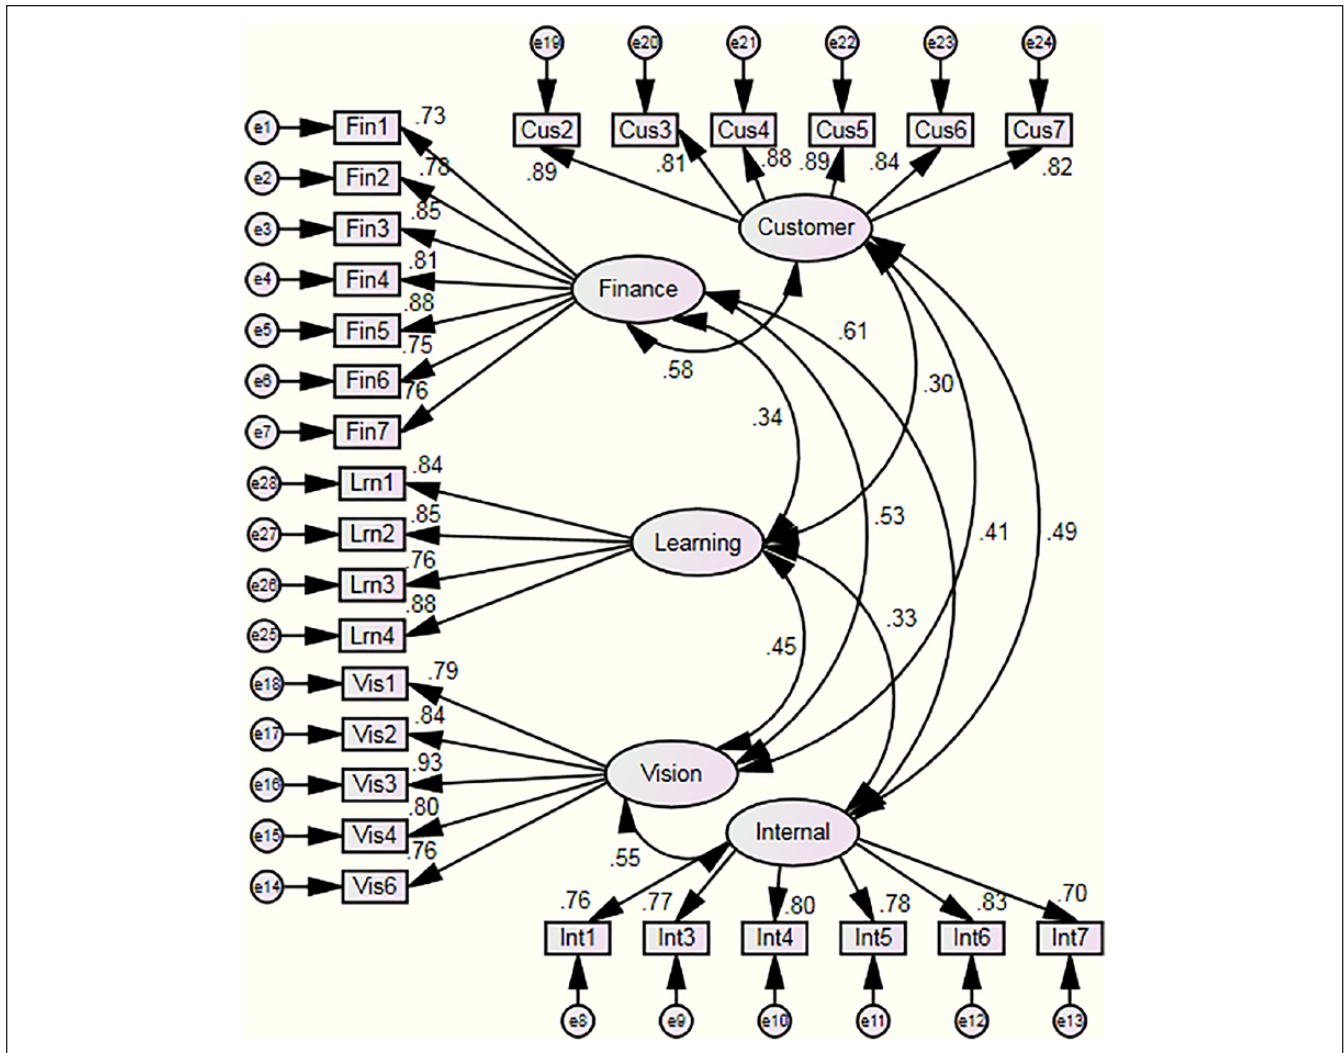 e19 e20 e21 e22 e23 e24
Cus2 Cus3 Cus4 Cus5 Cus6 Cus7
.89 .81 .88 .89 .84 .82
Customer
e1 Fin1 .73
e2 Fin2 .78
e3 Fin3 .85
e4 Fin4 .81
e5 Fin5 .88
e6 Fin6 .75
e7 Fin7 76
Finance
.58
.61
.30
.34
e28 Lrn1 .84
e27 Lrn2 .85
e26 Lrn3 .76
e25 Lrn4 .88
Learning
.53
.41
.49
.33
.45
e18 Vis1 .79
e17 Vis2 .84
e16 Vis3 .93
e15 Vis4 .80
e14 Vis6 .76
Vision
Internal
.55
.76 .77 .80 .78 .83 .70
Int1 Int3 Int4 Int5 Int6 Int7
e8 e9 e10 e11 e12 e13